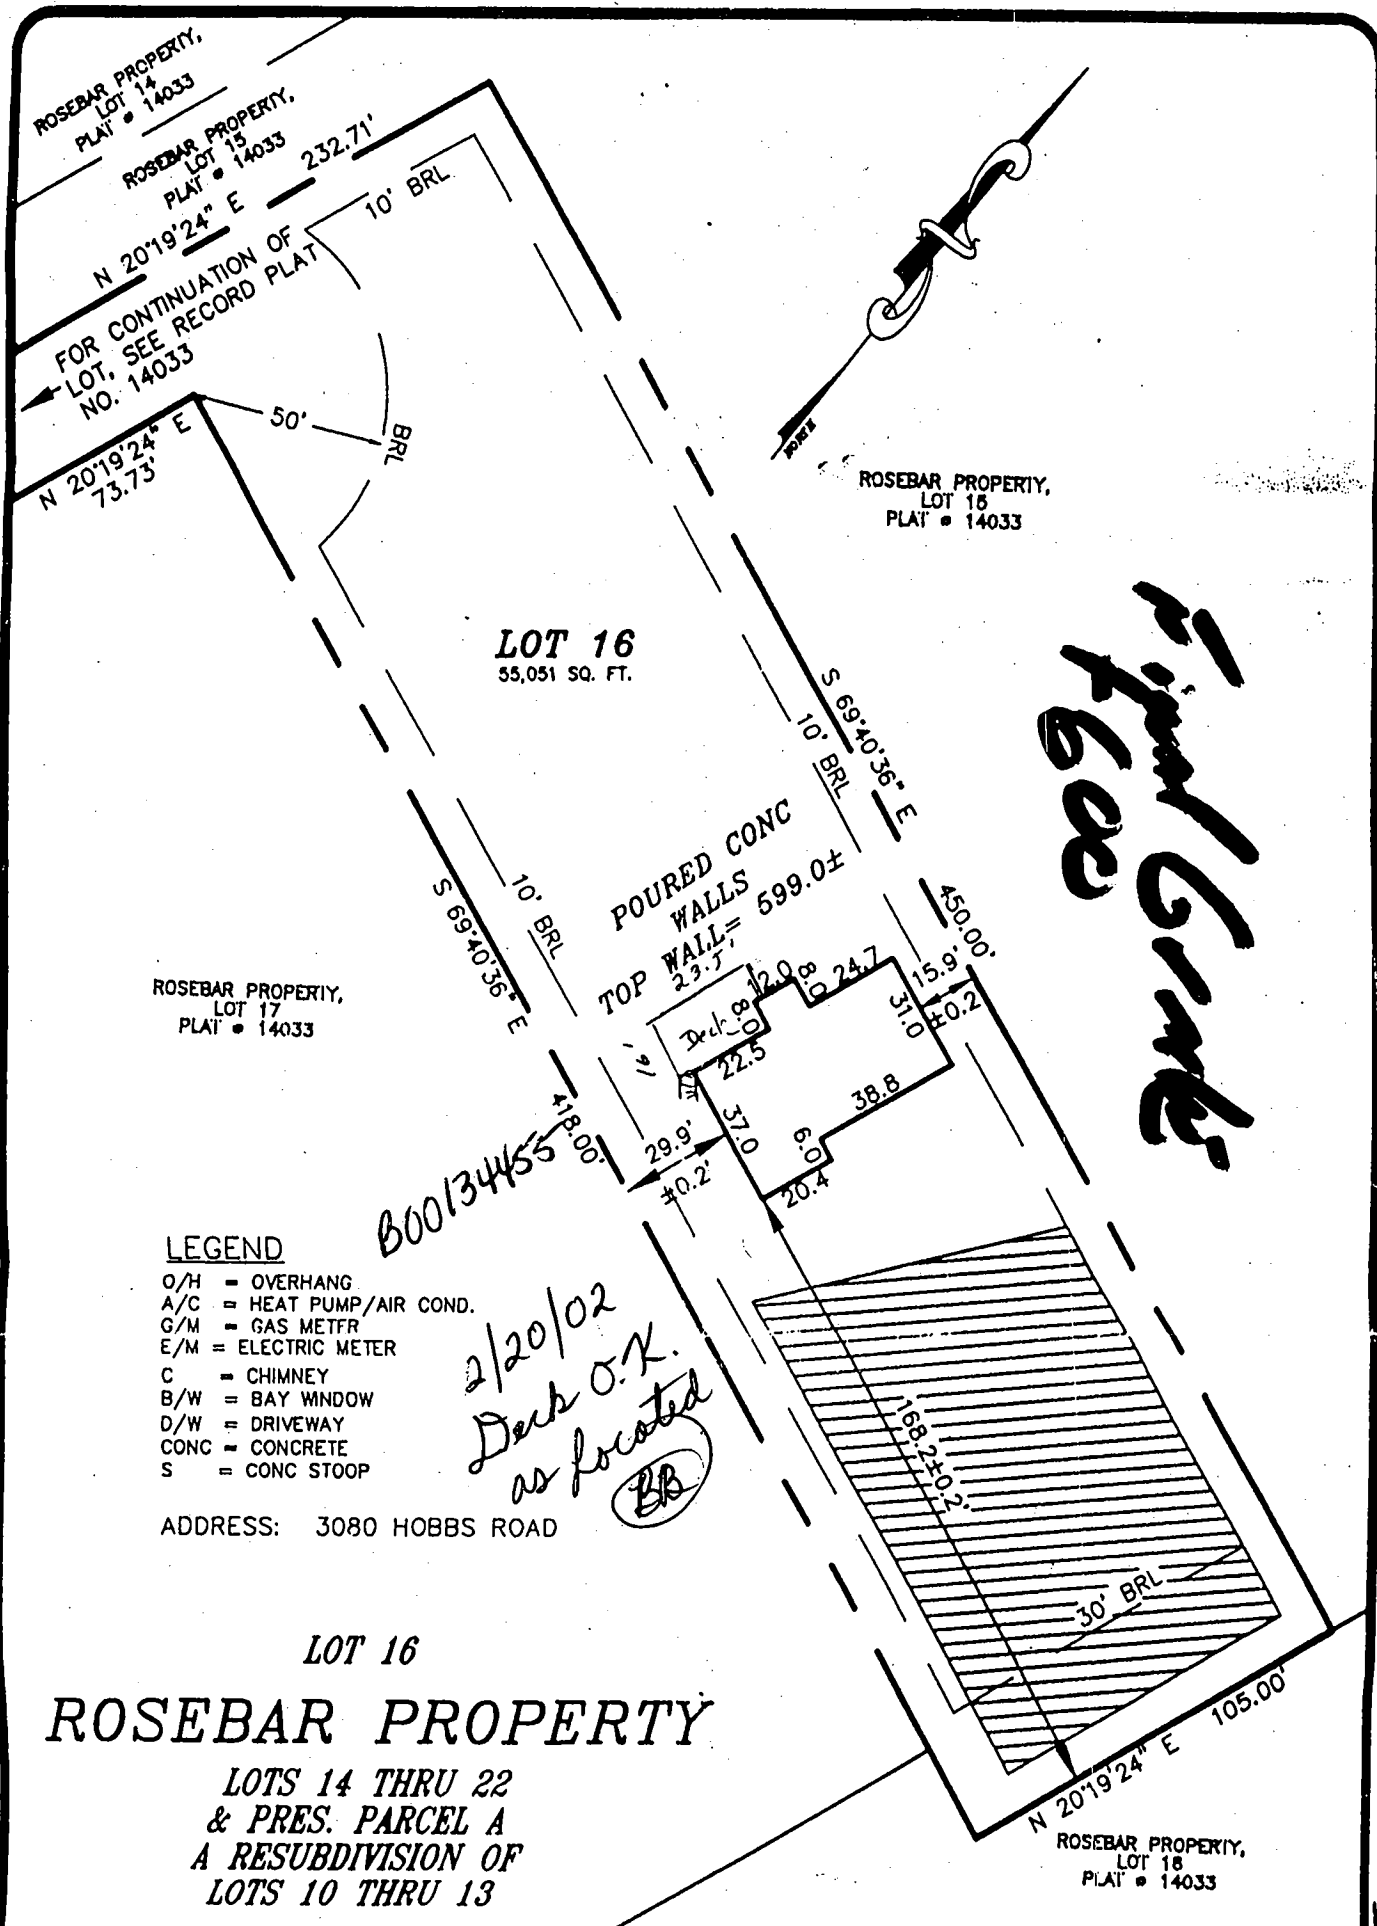 ROSEBAR PROPERTY,
LOT 14
PLAT # 14033
ROSEBAR PROPERTY,
LOT 15
PLAT # 14033
N 20°19'24" E 232.71'
10' BRL
FOR CONTINUATION OF
LOT, SEE RECORD PLAT
NO. 14033
N 20°19'24" E
73.73'
50'
BRL
NORTH
ROSEBAR PROPERTY,
LOT 15
PLAT # 14033
LOT 16
55,051 SQ. FT.
S 69°40'36" E
450.00'
10' BRL
Final Grade
± 600
POURED CONC
WALLS
TOP WALL= 599.0±
23.5'
Deck
16'
12.0
8.0
8.0
24.7
22.5
31.0
15.9'
±0.2
37.0
38.8
6.0
20.4
29.9'
±0.2'
S 69°40'36" E
418.00'
10' BRL
ROSEBAR PROPERTY,
LOT 17
PLAT # 14033
B00134455
LEGEND
O/H = OVERHANG
A/C = HEAT PUMP/AIR COND.
G/M = GAS METER
E/M = ELECTRIC METER
C = CHIMNEY
B/W = BAY WINDOW
D/W = DRIVEWAY
CONC = CONCRETE
S = CONC STOOP
2/20/02
Deck O.K.
as located
BB
ADDRESS: 3080 HOBBS ROAD
168.2±0.2'
30' BRL
N 20°19'24" E 105.00'
ROSEBAR PROPERTY,
LOT 18
PLAT # 14033
LOT 16
ROSEBAR PROPERTY
LOTS 14 THRU 22
& PRES. PARCEL A
A RESUBDIVISION OF
LOTS 10 THRU 13